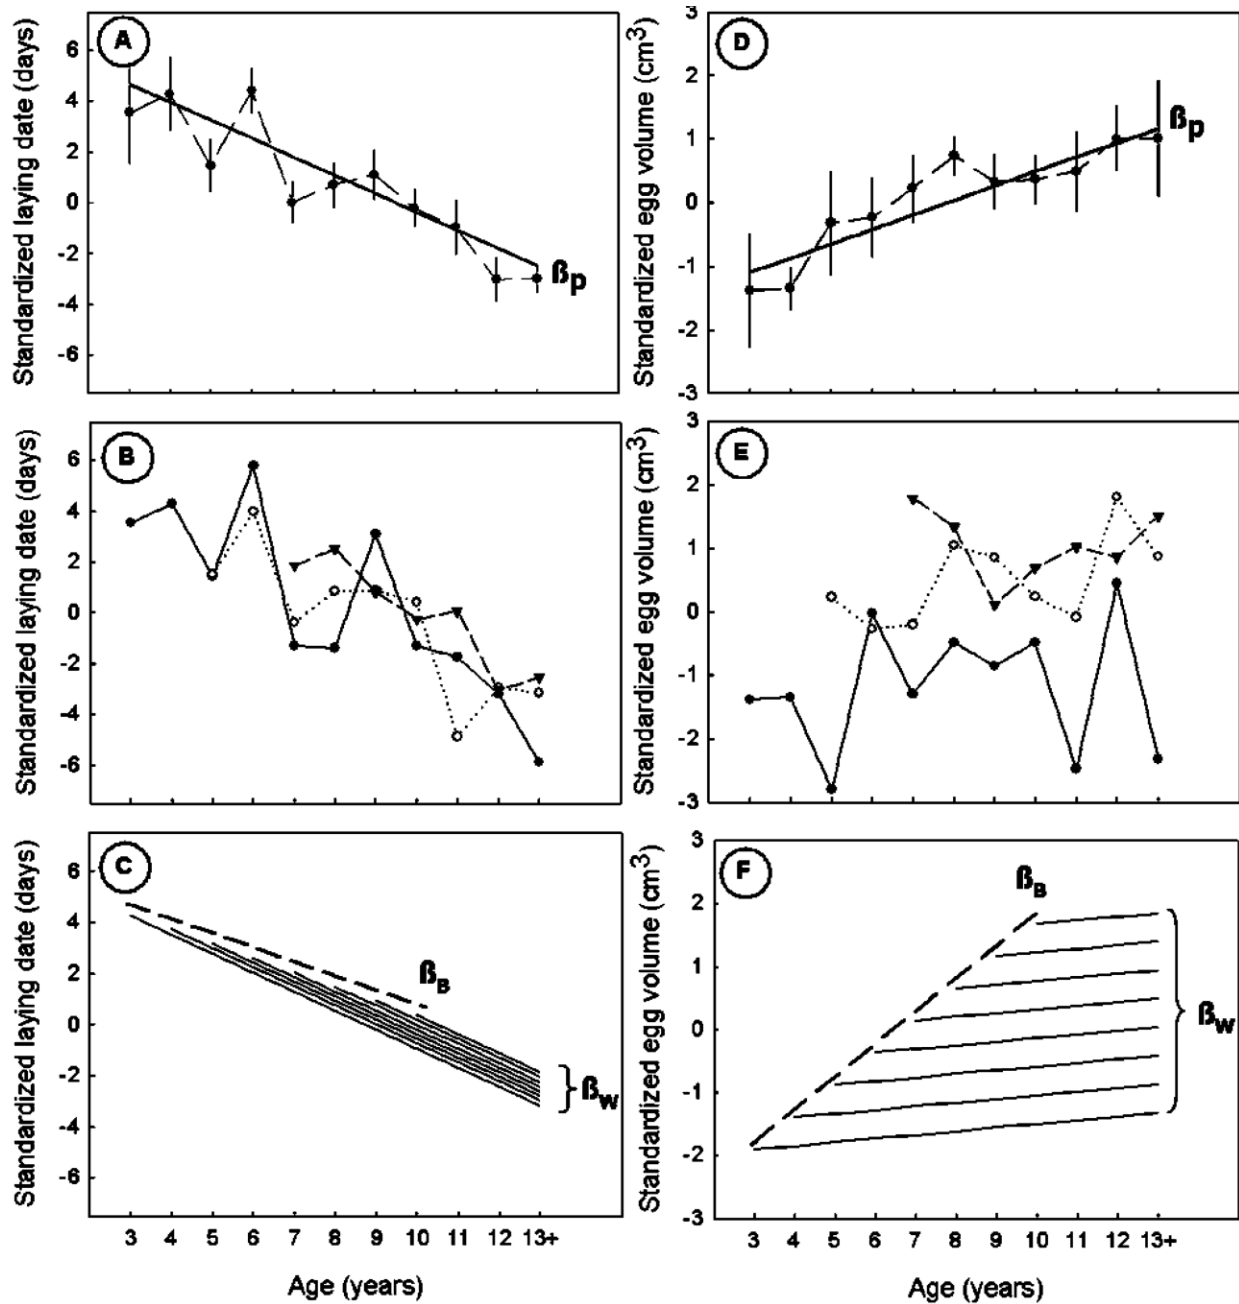 A
Standardized laying date (days)
6
4
2
0
-2
-4
-6
ßp
D
Standardized egg volume (cm3)
3
2
1
0
-1
-2
-3
ßp
B
Standardized laying date (days)
6
4
2
0
-2
-4
-6
E
Standardized egg volume (cm3)
3
2
1
0
-1
-2
-3
C
Standardized laying date (days)
6
4
2
0
-2
-4
-6
ßB
ßw
3 4 5 6 7 8 9 10 11 12 13+
Age (years)
F
Standardized egg volume (cm3)
3
2
1
0
-1
-2
-3
ßB
ßw
3 4 5 6 7 8 9 10 11 12 13+
Age (years)